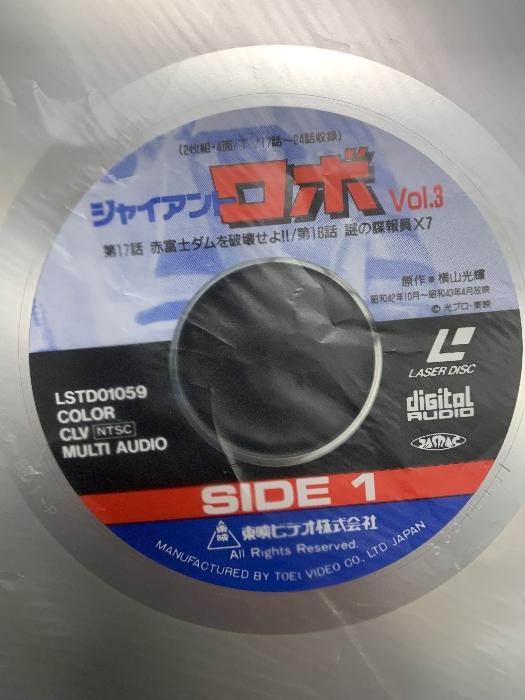 (2枚組・4面/第17話〜24話収録)
ジャイアントロボ Vol.3
第17話 赤富士ダムを破壊せよ!!/第18話 謎の諜報員X7
原作■横山光輝
昭和42年10月〜昭和43年4月放映
© 光プロ・東映
LASER DISC
digital
AUDIO
JASRAC
LSTD01059
COLOR
CLV NTSC
MULTI AUDIO
SIDE 1
東映
東映ビデオ株式会社
All Rights Reserved.
MANUFACTURED BY TOEI VIDEO CO., LTD JAPAN